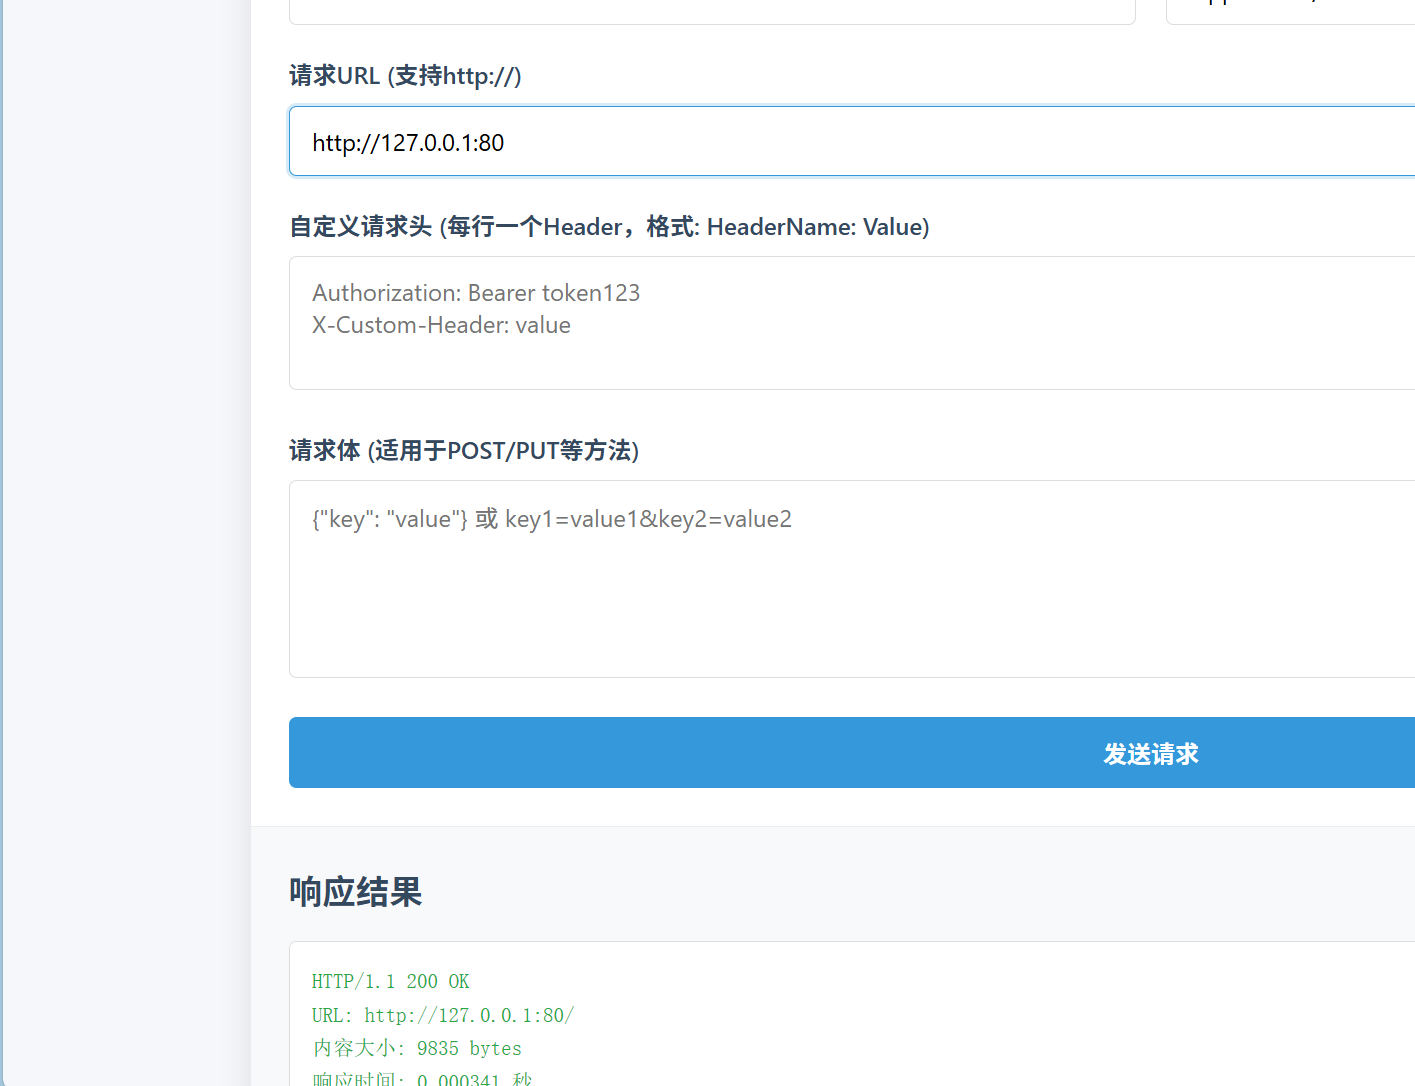 请求URL (支持http://)
http://127.0.0.1:80
自定义请求头 (每行一个Header，格式: HeaderName: Value)
Authorization: Bearer token123
X-Custom-Header: value
请求体 (适用于POST/PUT等方法)
{"key": "value"} 或 key1=value1&key2=value2
发送请求
响应结果
HTTP/1.1 200 OK
URL: http://127.0.0.1:80/
内容大小: 9835 bytes
响应时间: 0.000341 秒